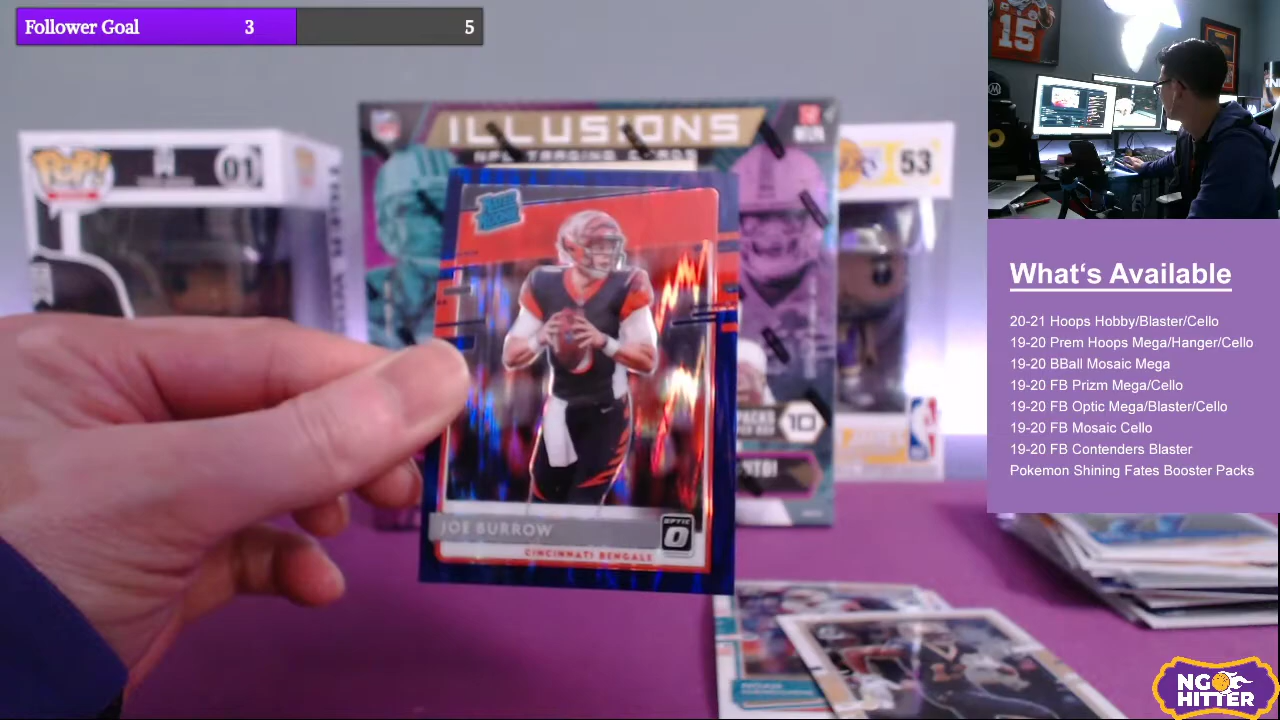 Follower Goal 3 5
ILLUSIONS
NFL TRADING CARDS
POP!
01
53
15
JOE BURROW
OPTIC
CINCINNATI BENGALS
10
What's Available
20-21 Hoops Hobby/Blaster/Cello
19-20 Prem Hoops Mega/Hanger/Cello
19-20 BBall Mosaic Mega
19-20 FB Prizm Mega/Cello
19-20 FB Optic Mega/Blaster/Cello
19-20 FB Mosaic Cello
19-20 FB Contenders Blaster
Pokemon Shining Fates Booster Packs
NG
HITTER